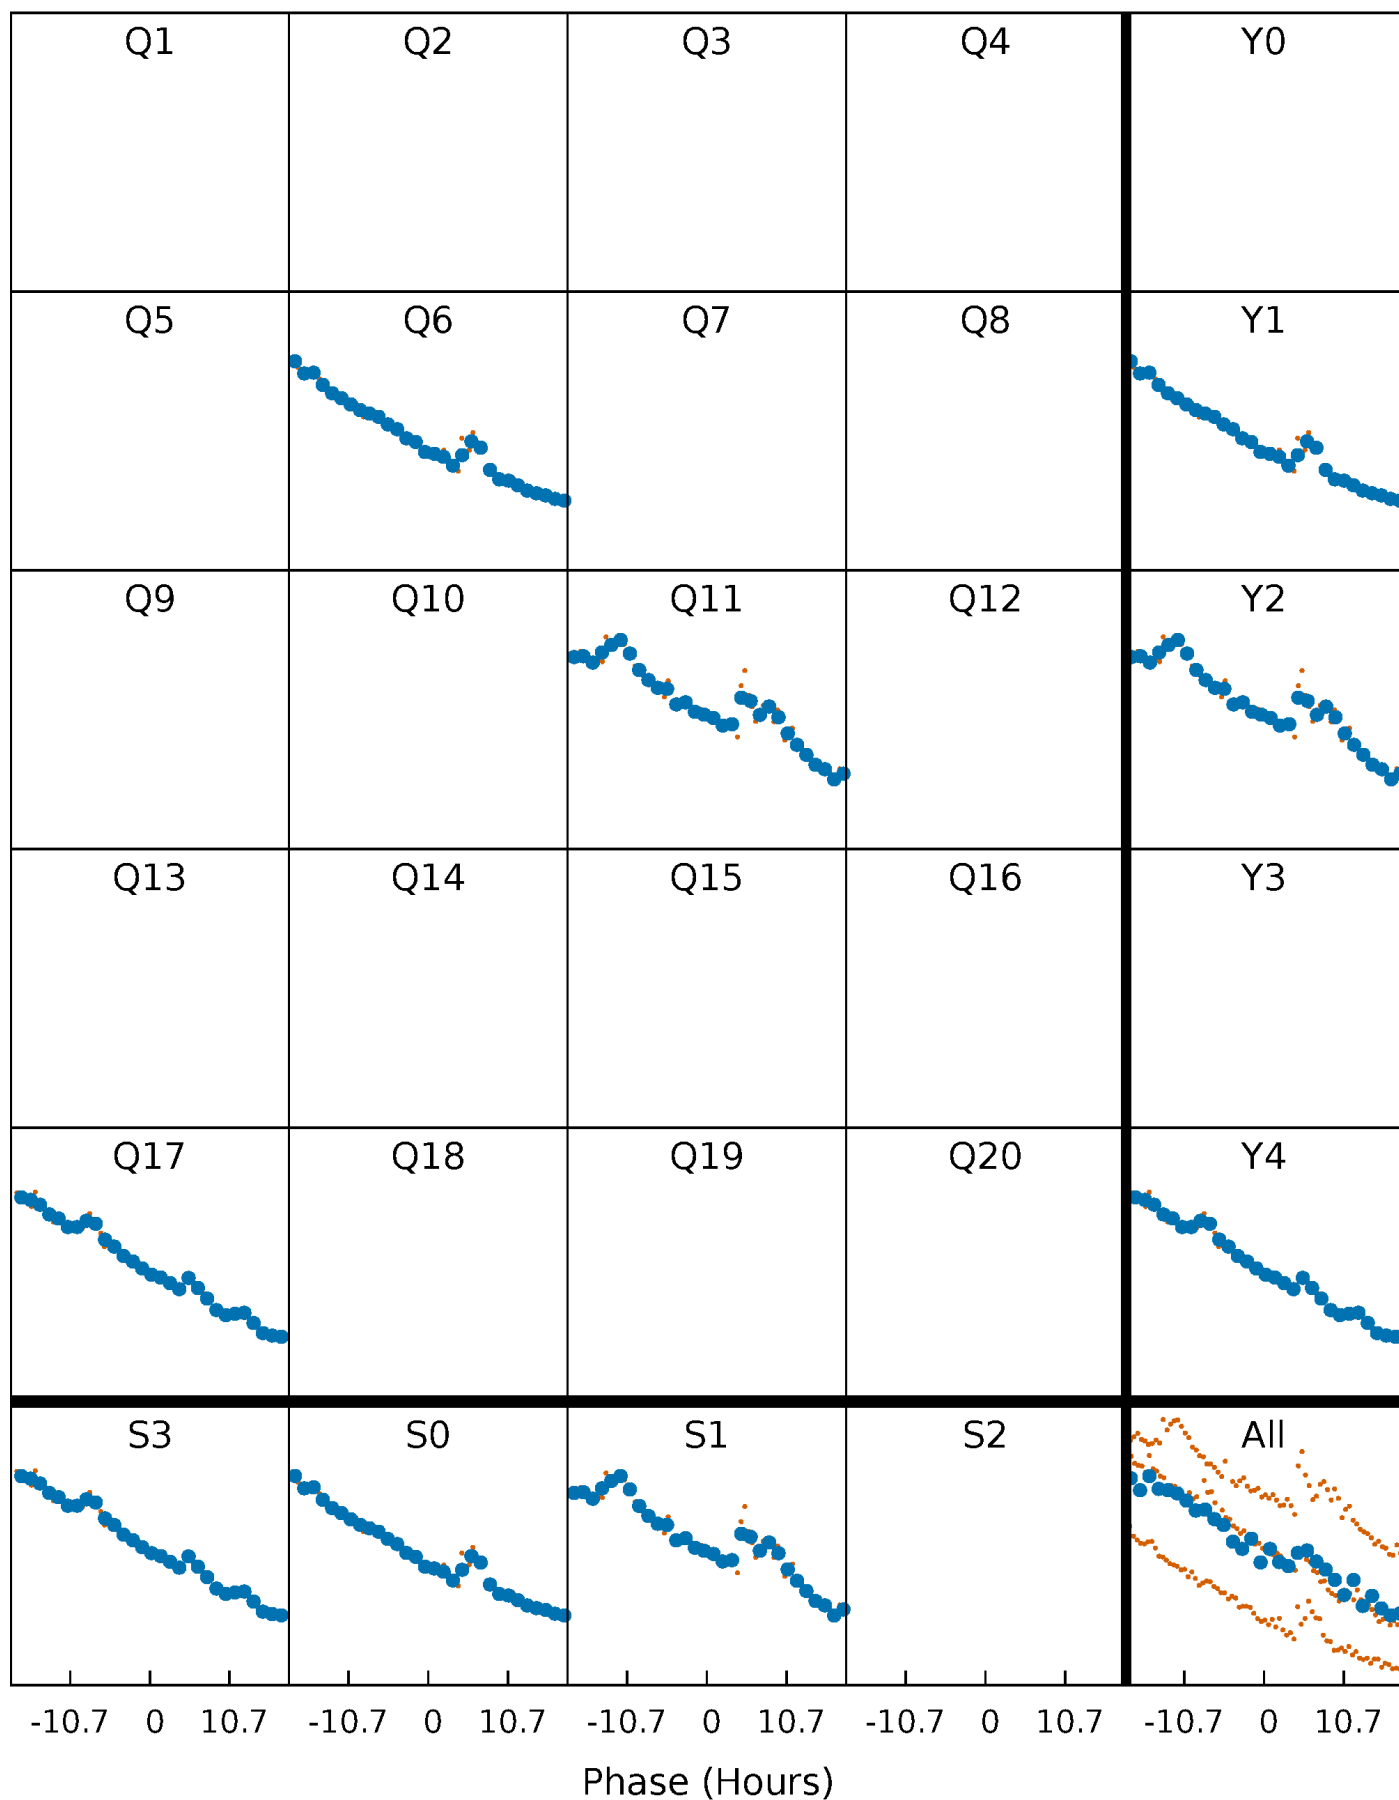 Q1 Q2 Q3 Q4 Y0
Q5 Q6 Q7 Q8 Y1
Q9 Q10 Q11 Q12 Y2
Q13 Q14 Q15 Q16 Y3
Q17 Q18 Q19 Q20 Y4
S3 S0 S1 S2 All
-10.7 0 10.7 -10.7 0 10.7 -10.7 0 10.7 -10.7 0 10.7 -10.7 0 10.7
Phase (Hours)